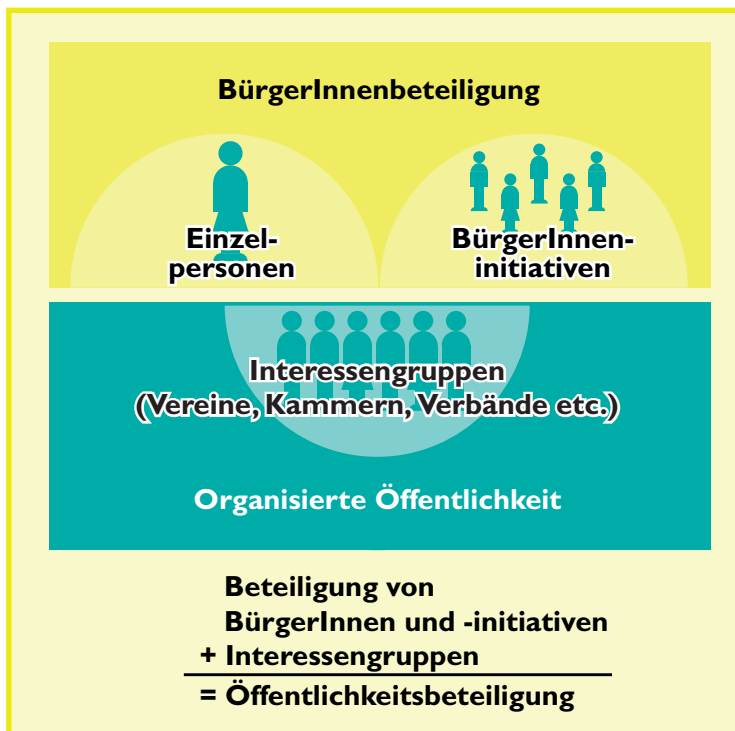 BürgerInnenbeteiligung
Einzel-
personen
BürgerInnen-
initiativen
Interessengruppen
(Vereine, Kammern, Verbände etc.)
Organisierte Öffentlichkeit
Beteiligung von
BürgerInnen und -initiativen
+ Interessengruppen
= Öffentlichkeitsbeteiligung